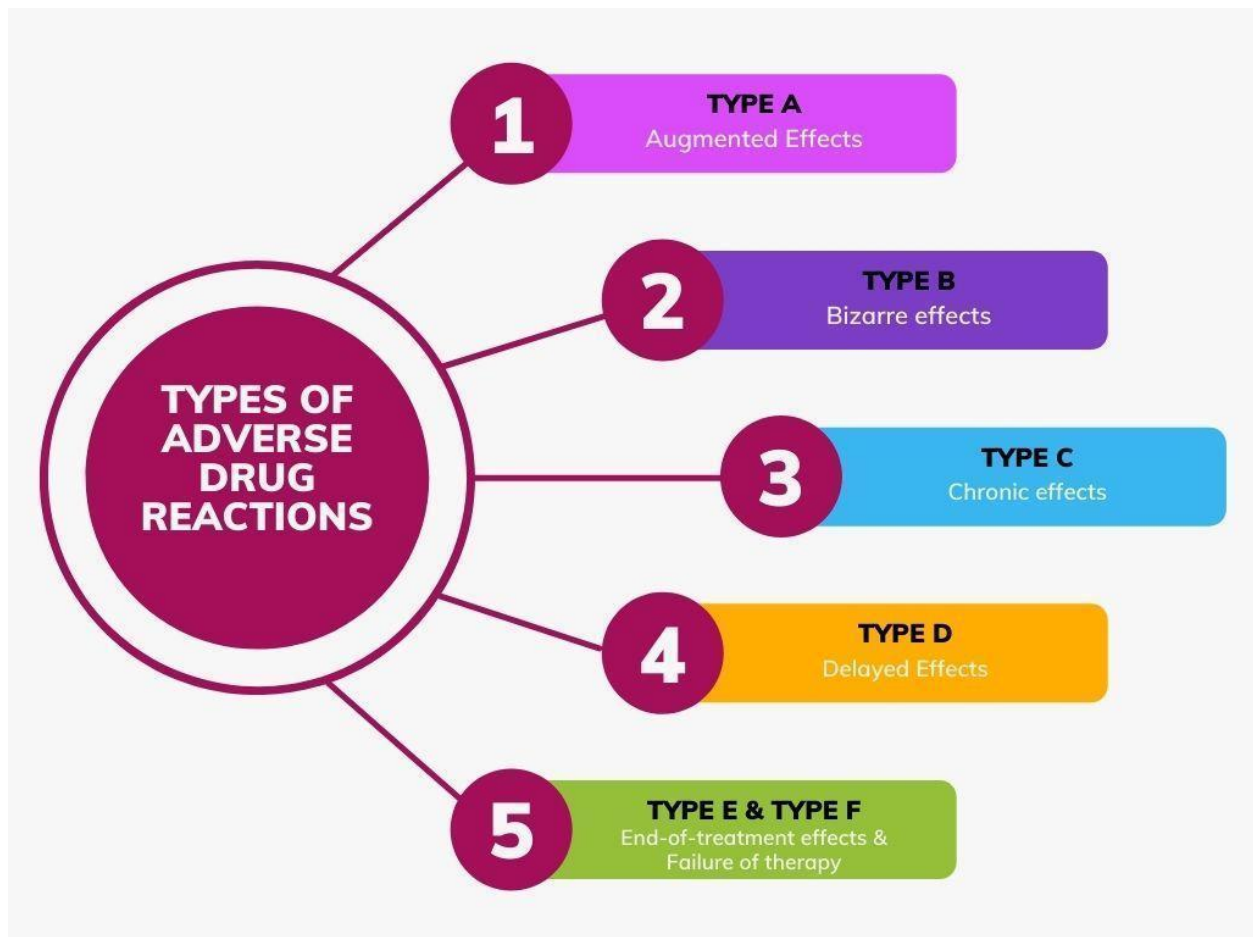 TYPES OF
ADVERSE
DRUG
REACTIONS
1
TYPE A
Augmented Effects
2
TYPE B
Bizarre effects
3
TYPE C
Chronic effects
4
TYPE D
Delayed Effects
5
TYPE E & TYPE F
End-of-treatment effects &
Failure of therapy